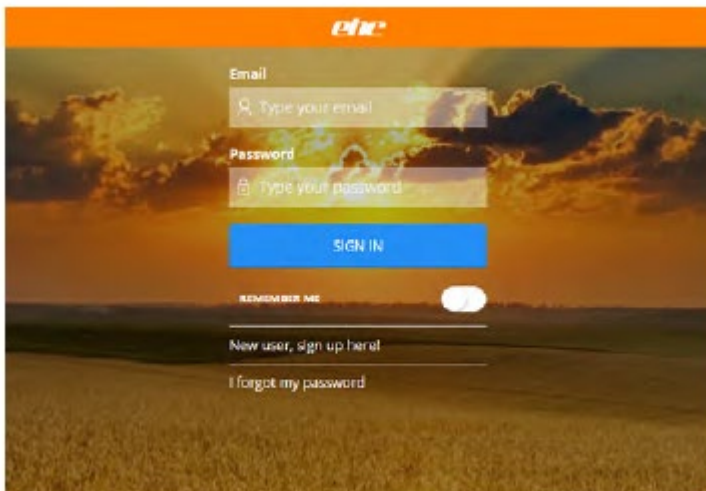 ehc
Email
Type your email
Password
Type your password
SIGN IN
REMEMBER ME
New user, sign up here!
I forgot my password